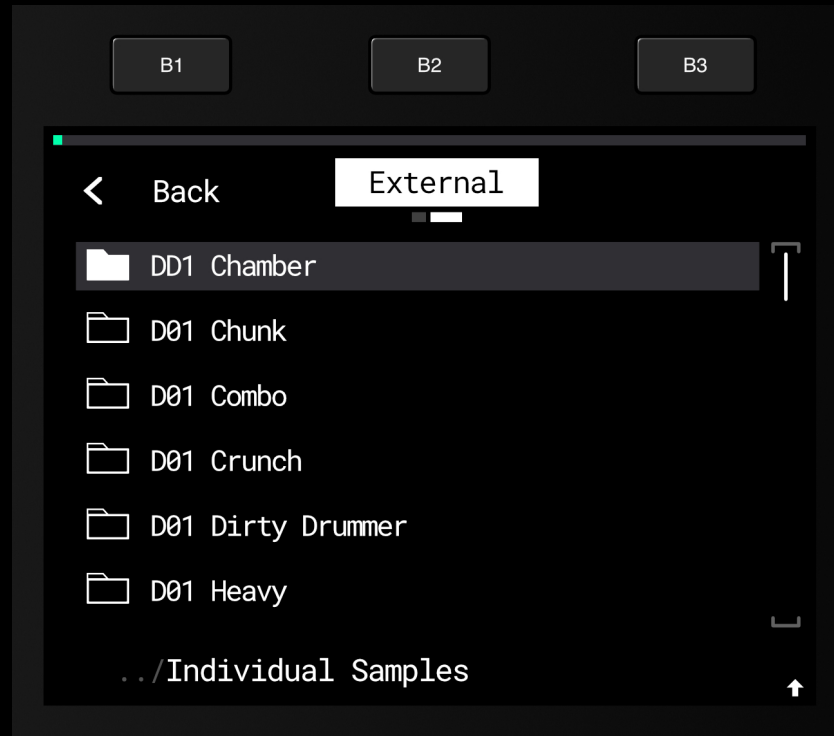 B1 B2 B3
Back External
DD1 Chamber
D01 Chunk
D01 Combo
D01 Crunch
D01 Dirty Drummer
D01 Heavy
../Individual Samples